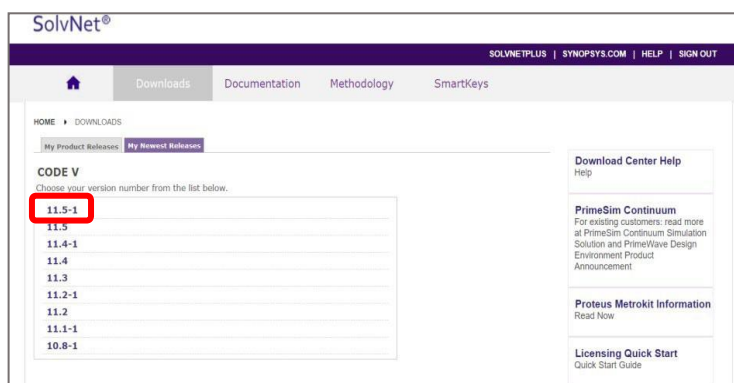 SolvNet®
SOLVNETPLUS | SYNOPSYS.COM | HELP | SIGN OUT
Downloads Documentation Methodology SmartKeys
HOME DOWNLOADS
My Product Releases My Newest Releases
CODE V
Choose your version number from the list below.
11.5-1
11.5
11.4-1
11.4
11.3
11.2-1
11.2
11.1-1
10.8-1
Download Center Help
Help
PrimeSim Continuum
For existing customers: read more
at PrimeSim Continuum Simulation
Solution and PrimeWave Design
Environment Product
Announcement
Proteus Metrokit Information
Read Now
Licensing Quick Start
Quick Start Guide